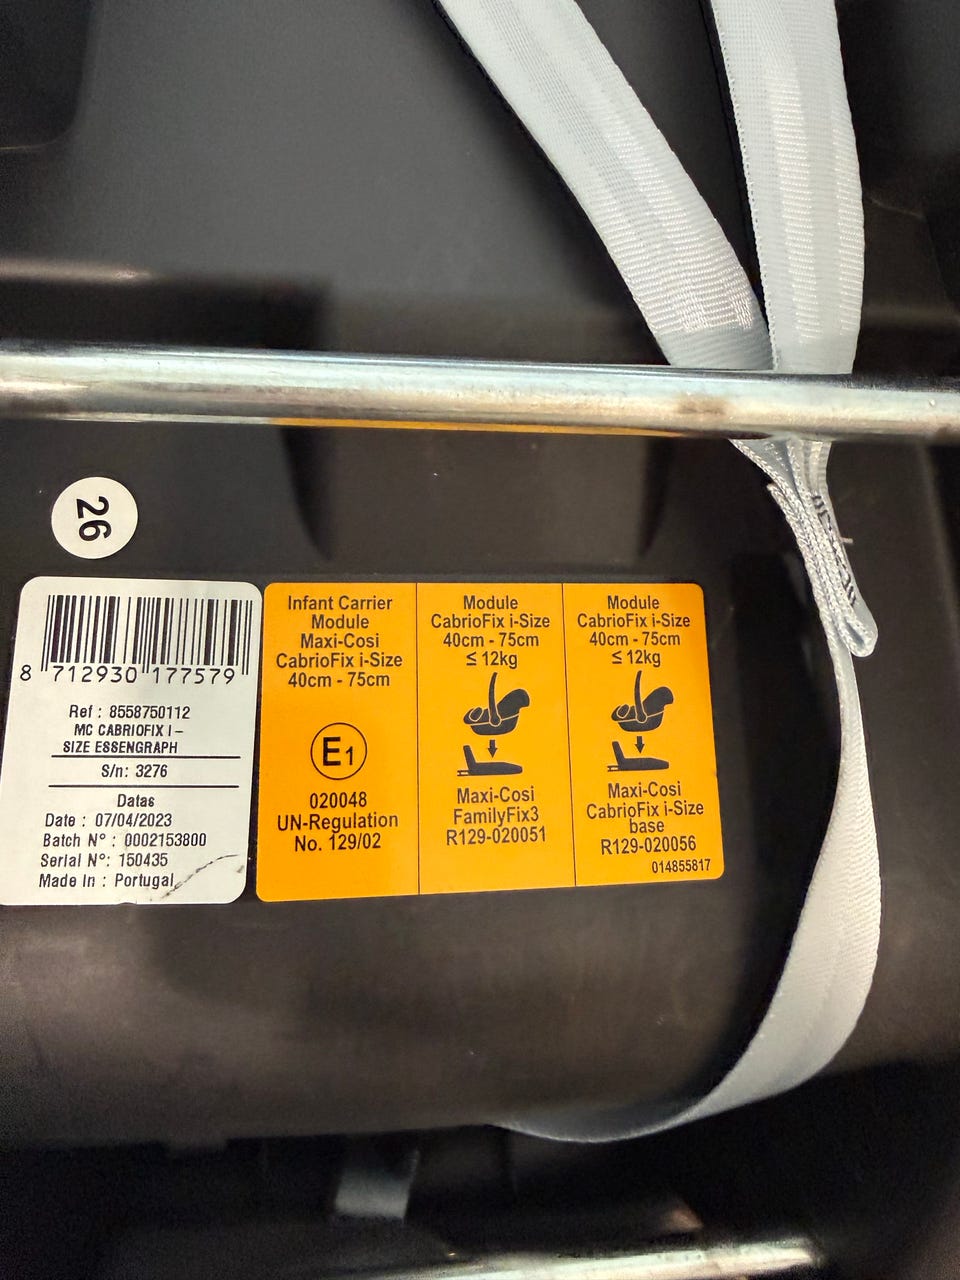 26
8 712930 177579
Ref : 8558750112
MC CABRIOFIX I-
SIZE ESSENGRAPH
S/n: 3276
Datas
Date : 07/04/2023
Batch N° : 0002153800
Serial N°: 150435
Made In : Portugal
Infant Carrier
Module
Maxi-Cosi
CabrioFix i-Size
40cm - 75cm
E1
020048
UN-Regulation
No. 129/02
Module
CabrioFix i-Size
40cm - 75cm
≤ 12kg
Maxi-Cosi
FamilyFix3
R129-020051
Module
CabrioFix i-Size
40cm - 75cm
≤ 12kg
Maxi-Cosi
CabrioFix i-Size
base
R129-020056
014855817